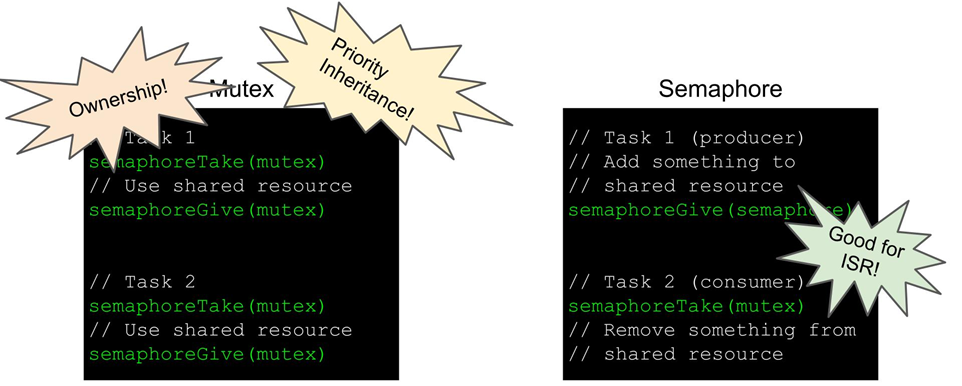 Ownership!
Mutex
Priority
Inheritance!
// Task 1
semaphoreTake(mutex)
// Use shared resource
semaphoreGive(mutex)
// Task 2
semaphoreTake(mutex)
// Use shared resource
semaphoreGive(mutex)
Semaphore
// Task 1 (producer)
// Add something to
// shared resource
semaphoreGive(semaphore)
Good for
ISR!
// Task 2 (consumer)
semaphoreTake(mutex)
// Remove something from
// shared resource